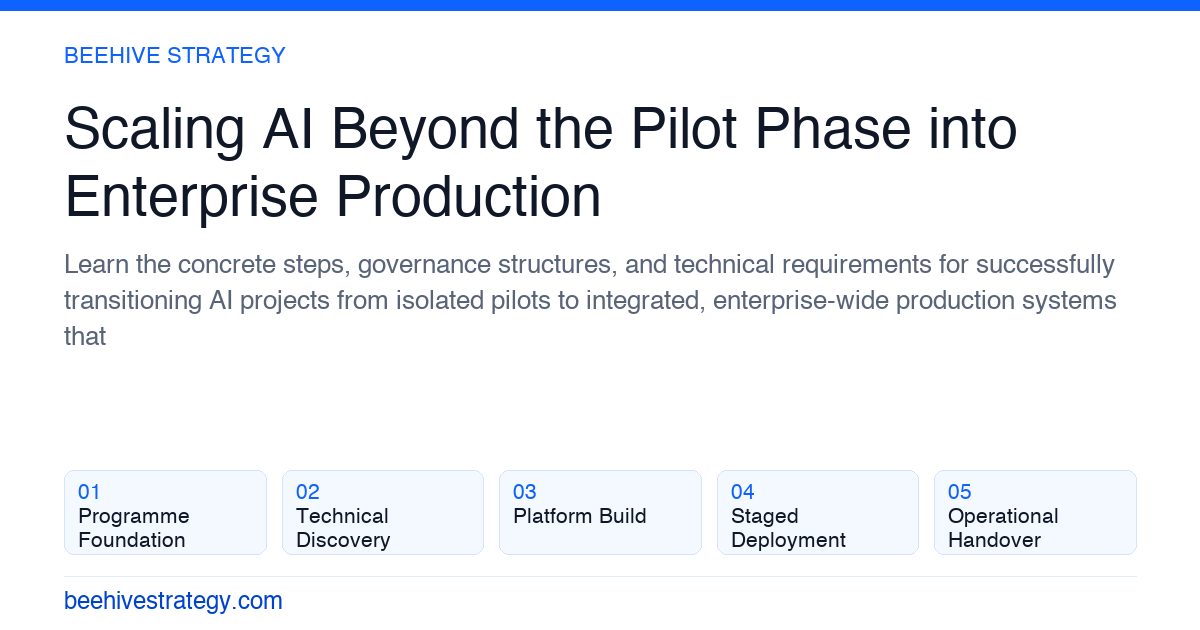 BEEHIVE STRATEGY
Scaling AI Beyond the Pilot Phase into
Enterprise Production
Learn the concrete steps, governance structures, and technical requirements for successfully
transitioning AI projects from isolated pilots to integrated, enterprise-wide production systems
that
01
Programme
Foundation
02
Technical
Discovery
03
Platform Build
04
Staged
Deployment
05
Operational
Handover
beehivestrategy.com